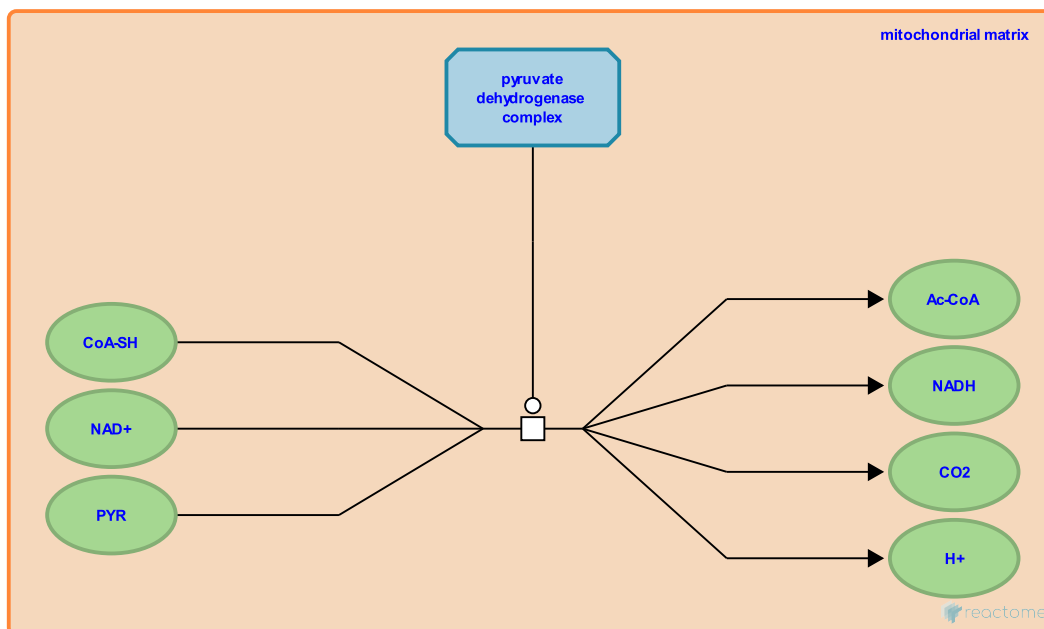 mitochondrial matrix
pyruvate
dehydrogenase
complex
CoA-SH
NAD+
PYR
Ac-CoA
NADH
CO2
H+
reactome